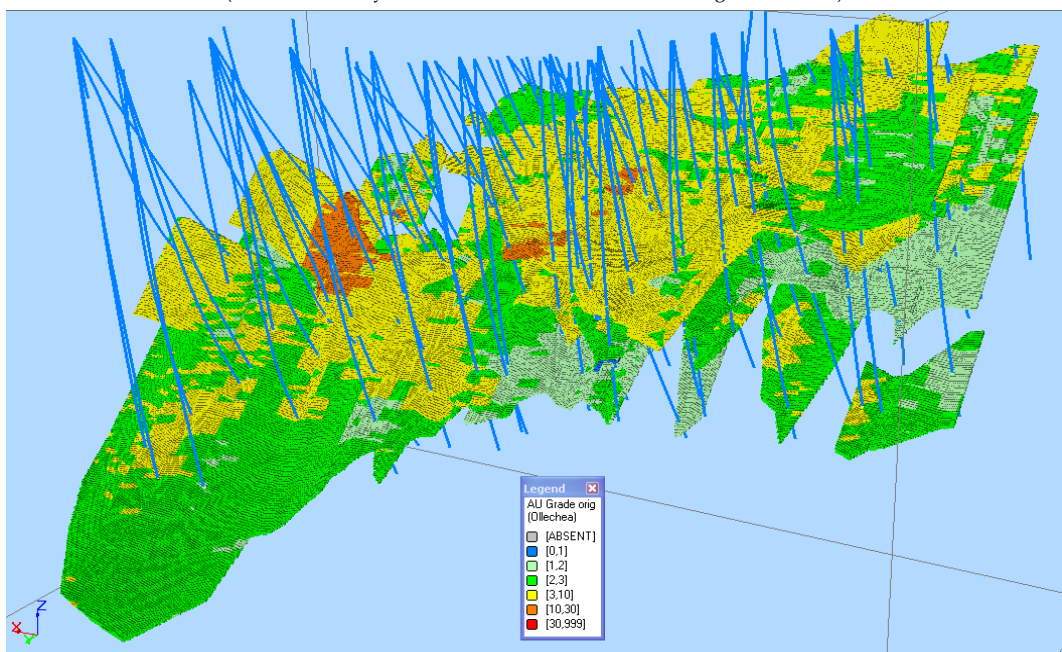 Legend
AU Grade orig
(Ollechea)
[ABSENT]
[0,1]
[1,2]
[2,3]
[3,10]
[10,30]
[30,999]
Z
X
Y